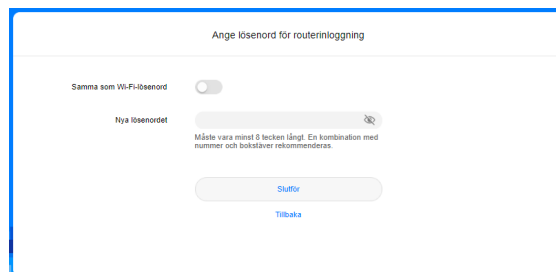 Ange lösenord för routerinloggning
Samma som Wi-Fi-lösenord
Nya lösenordet
Måste vara minst 8 tecken långt. En kombination med
nummer och bokstäver rekommenderas.
Slutför
Tillbaka